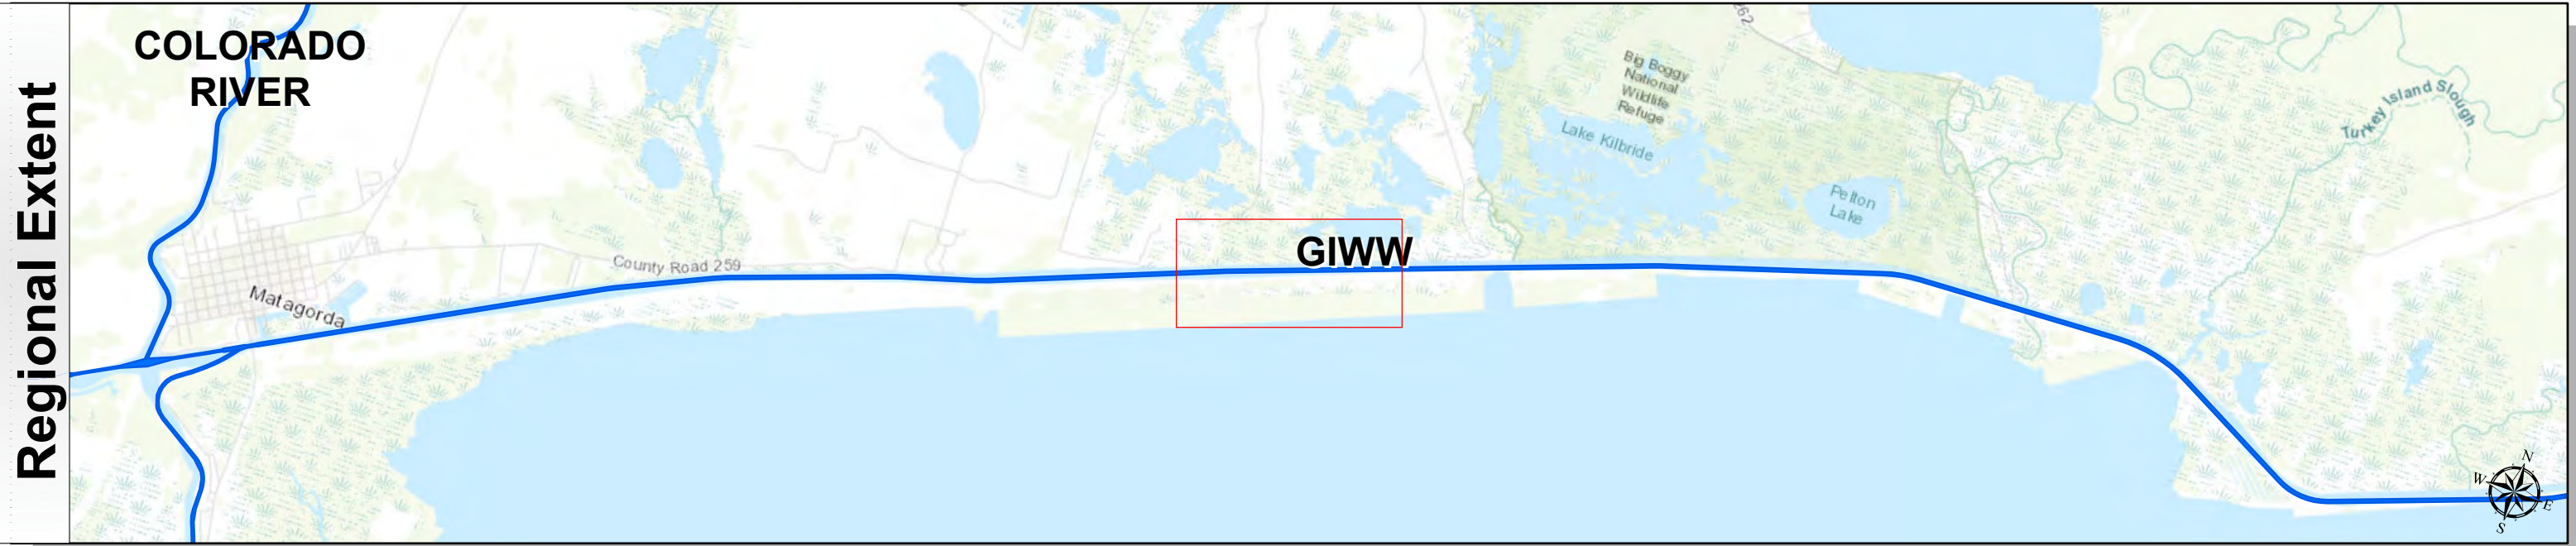 Regional Extent
COLORADO
RIVER
Matagorda
County Road 259
GIWW
262
Big Boggy
National
Wildlife
Refuge
Lake Kilbride
Pelton
Lake
Turkey Island Slough
N
W
E
S